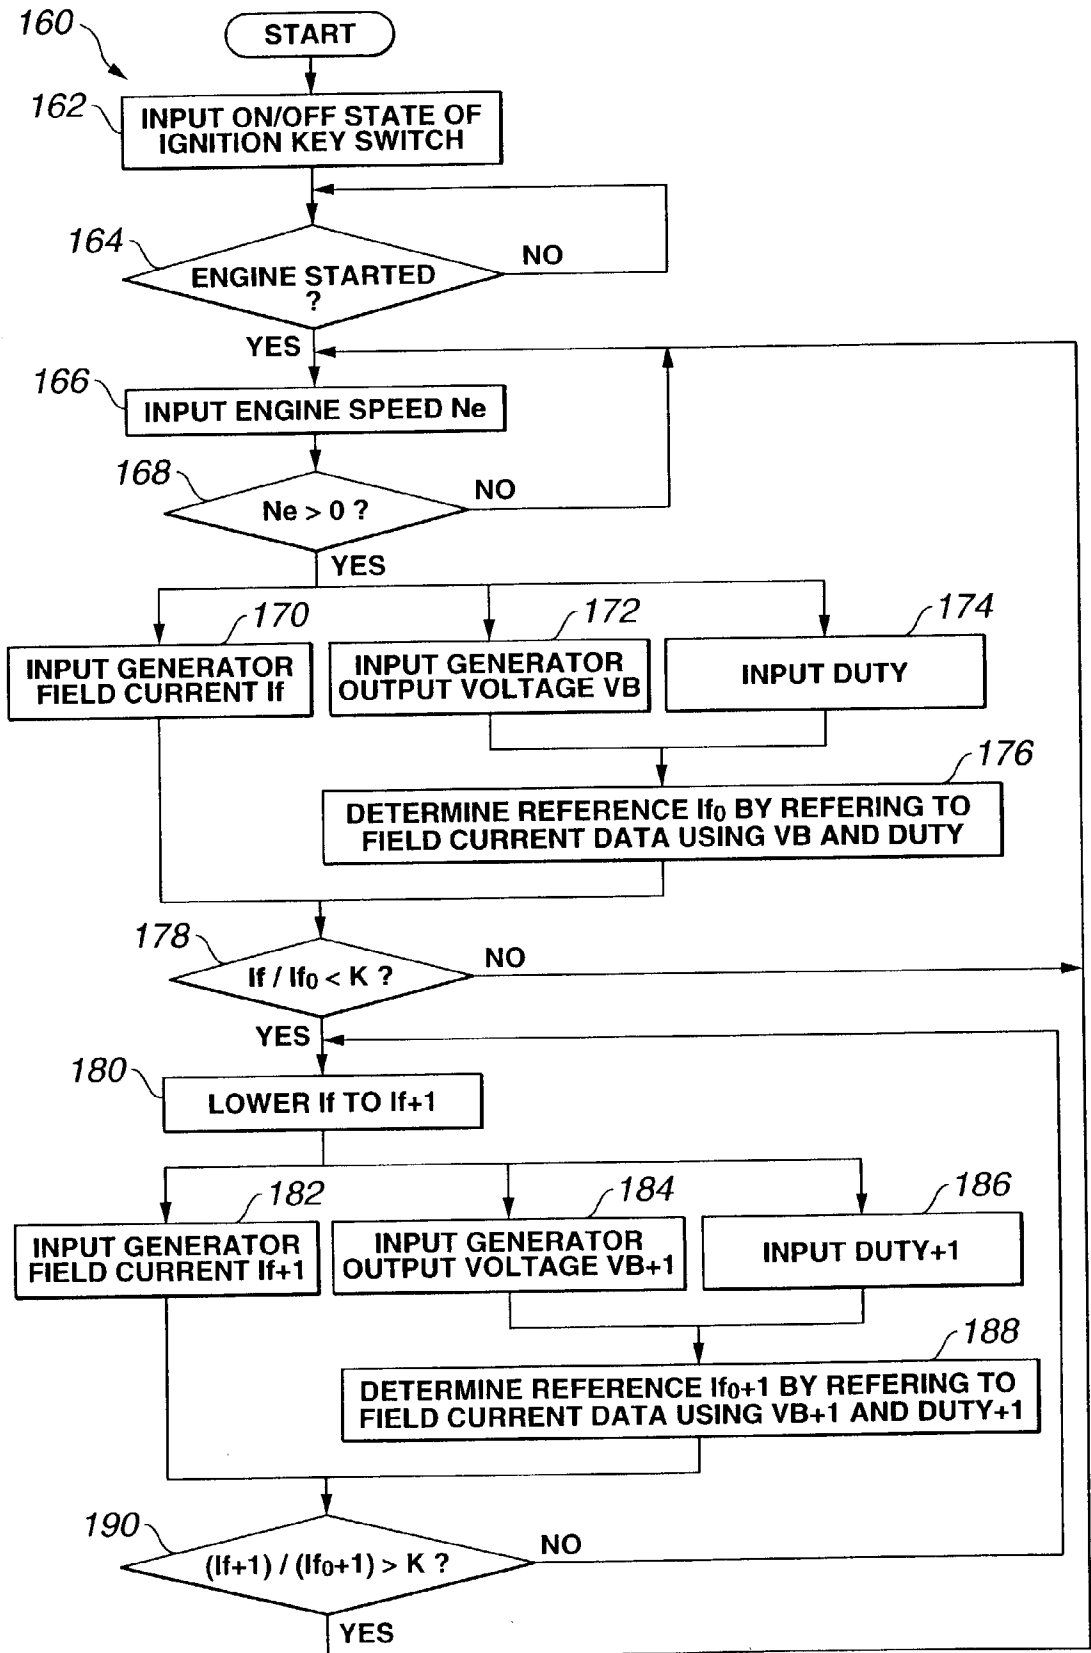 160
START
162
INPUT ON/OFF STATE OF
IGNITION KEY SWITCH
164
ENGINE STARTED
?
NO
YES
166
INPUT ENGINE SPEED Ne
168
Ne > 0 ?
NO
YES
170
INPUT GENERATOR
FIELD CURRENT If
172
INPUT GENERATOR
OUTPUT VOLTAGE VB
174
INPUT DUTY
176
DETERMINE REFERENCE If0 BY REFERING TO
FIELD CURRENT DATA USING VB AND DUTY
178
If / If0 < K ?
NO
YES
180
LOWER If TO If+1
182
INPUT GENERATOR
FIELD CURRENT If+1
184
INPUT GENERATOR
OUTPUT VOLTAGE VB+1
186
INPUT DUTY+1
188
DETERMINE REFERENCE If0+1 BY REFERING TO
FIELD CURRENT DATA USING VB+1 AND DUTY+1
190
(If+1) / (If0+1) > K ?
NO
YES